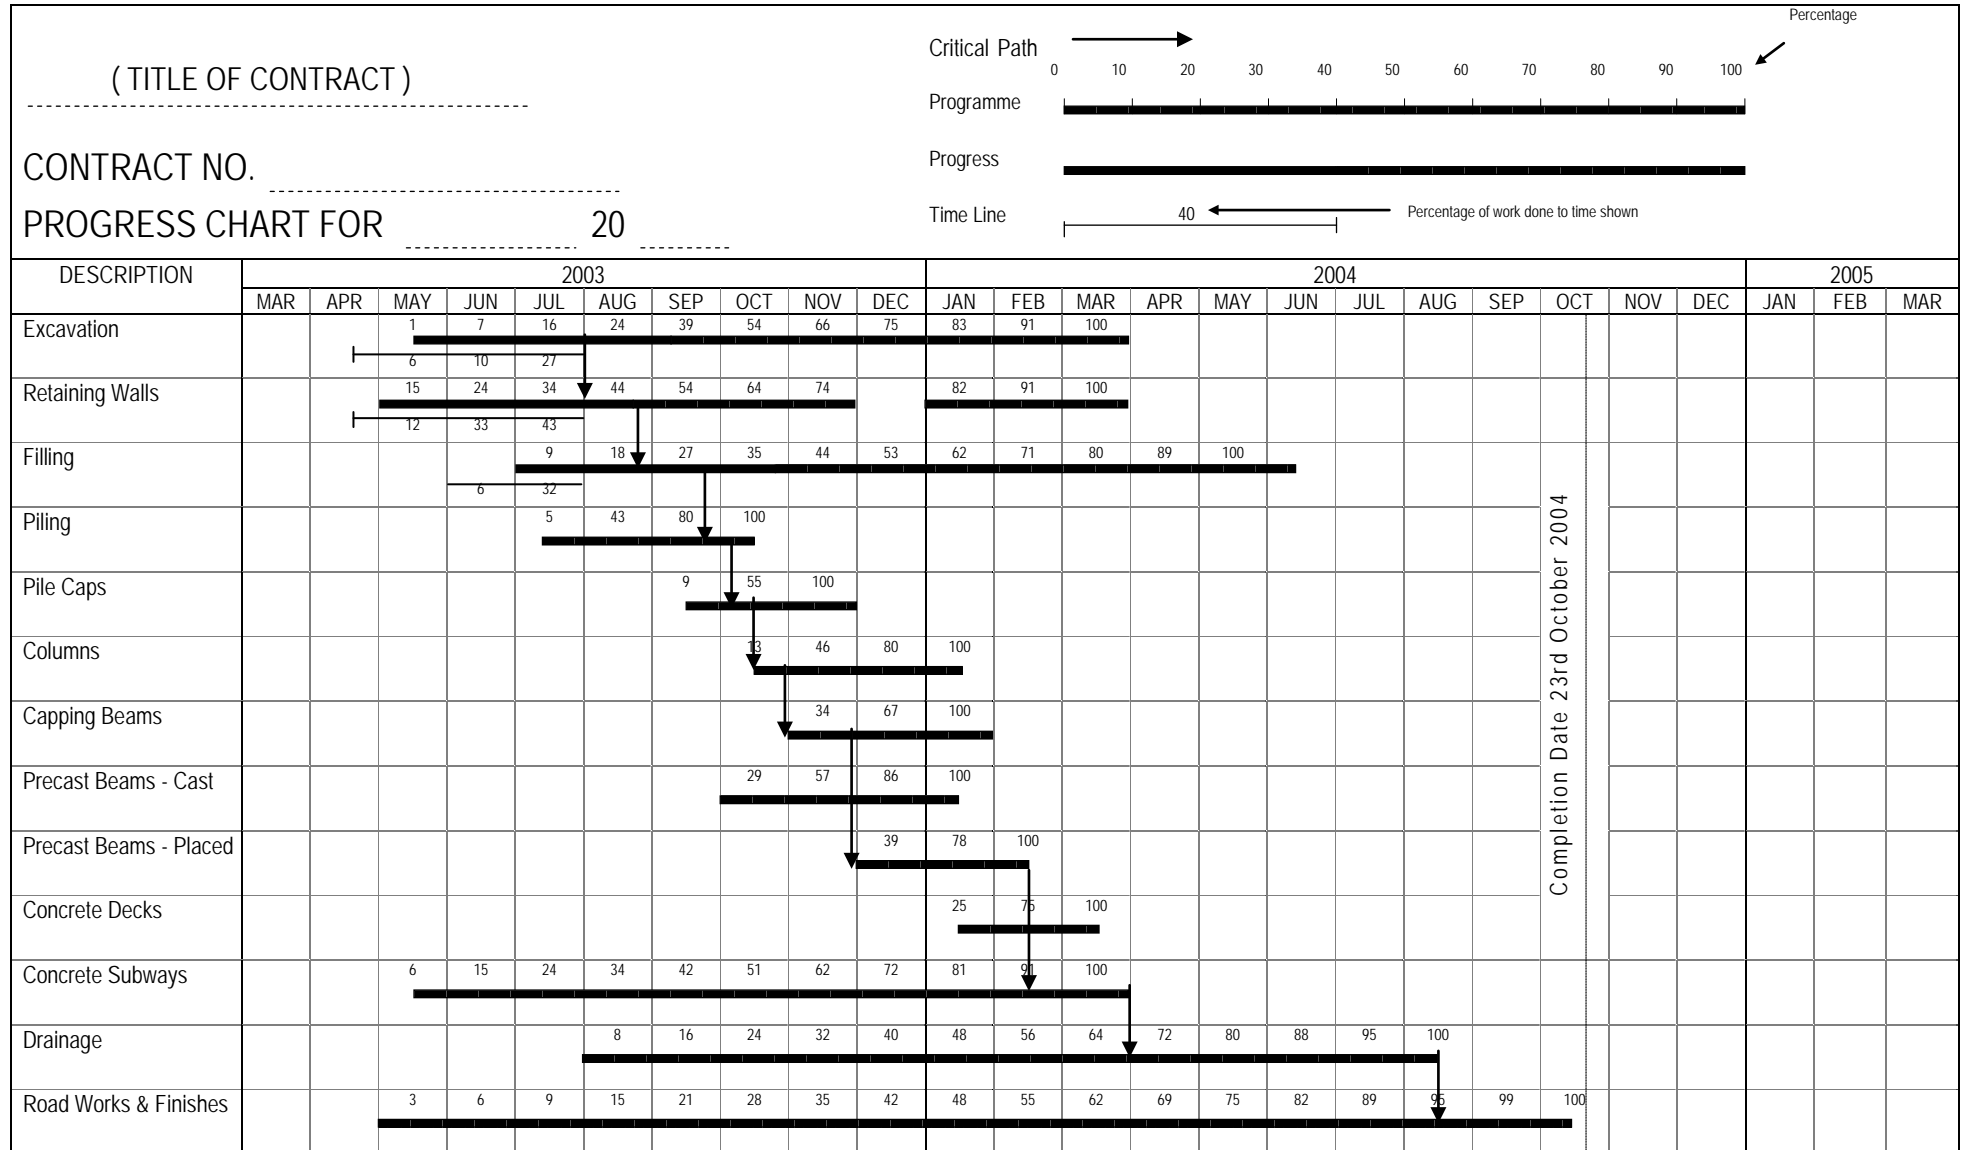 Percentage
Critical Path
0 10 20 30 40 50 60 70 80 90 100
( TITLE OF CONTRACT )
Programme
CONTRACT NO.
Progress
PROGRESS CHART FOR 20
Time Line 40 Percentage of work done to time shown
DESCRIPTION 2003 2004 2005
MAR APR MAY JUN JUL AUG SEP OCT NOV DEC JAN FEB MAR APR MAY JUN JUL AUG SEP OCT NOV DEC JAN FEB MAR
Excavation 1 7 16 24 39 54 66 75 83 91 100
6 10 27
Retaining Walls 15 24 34 44 54 64 74 82 91 100
12 33 43
Filling 9 18 27 35 44 53 62 71 80 89 100
6 32
Piling 5 43 80 100
Pile Caps 9 55 100
Columns 13 46 80 100
Capping Beams 34 67 100
Precast Beams - Cast 29 57 86 100
Precast Beams - Placed 39 78 100
Concrete Decks 25 75 100
Concrete Subways 6 15 24 34 42 51 62 72 81 91 100
Drainage 8 16 24 32 40 48 56 64 72 80 88 95 100
Road Works & Finishes 3 6 9 15 21 28 35 42 48 55 62 69 75 82 89 95 99 100
Completion Date 23rd October 2004